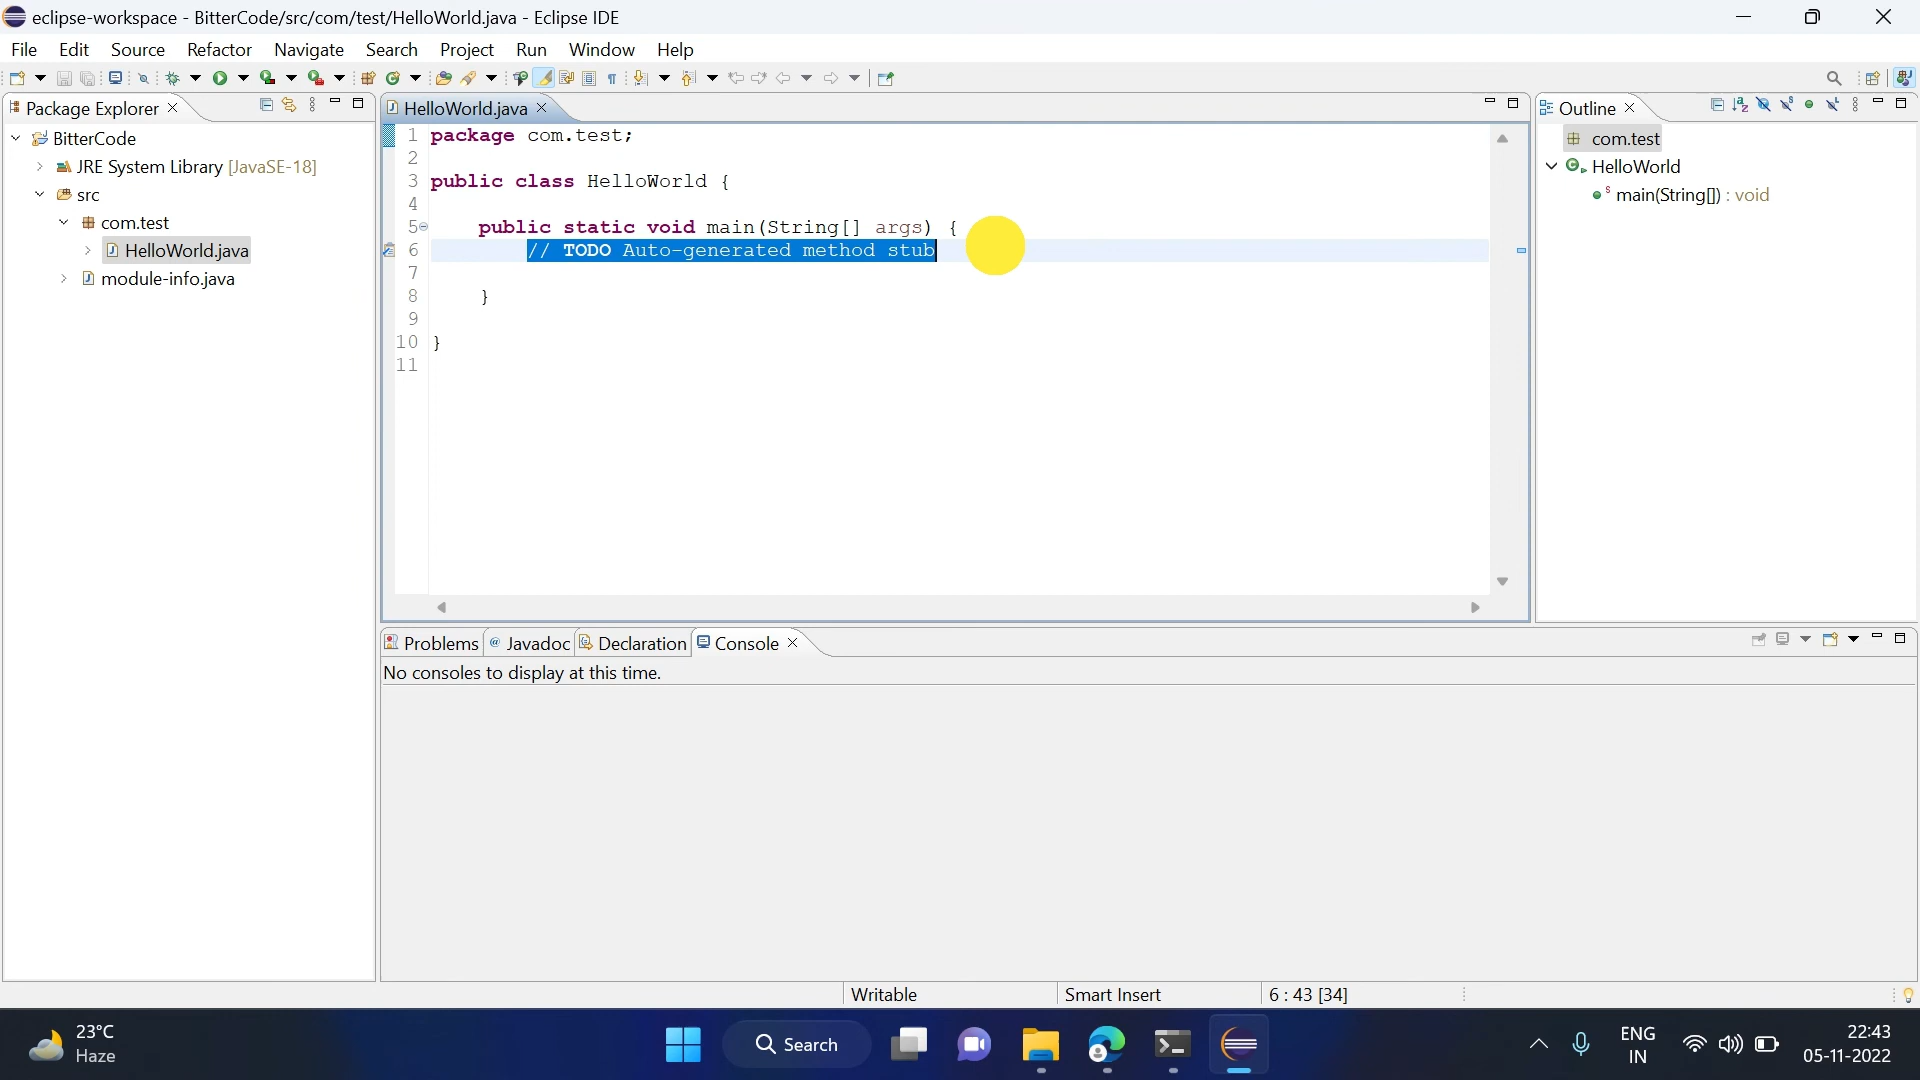 eclipse-workspace - BitterCode/src/com/test/HelloWorld.java - Eclipse IDE
File Edit Source Refactor Navigate Search Project Run Window Help
Package Explorer
BitterCode
JRE System Library [JavaSE-18]
src
com.test
HelloWorld.java
module-info.java
HelloWorld.java
1 package com.test;
2
3 public class HelloWorld {
4
5 public static void main(String[] args) {
6 // TODO Auto-generated method stub
7
8 }
9
10 }
11
Outline
com.test
HelloWorld
main(String[]) : void
Problems Javadoc Declaration Console
No consoles to display at this time.
Writable Smart Insert 6 : 43 [34]
23°C
Haze
Search
ENG
IN
22:43
05-11-2022